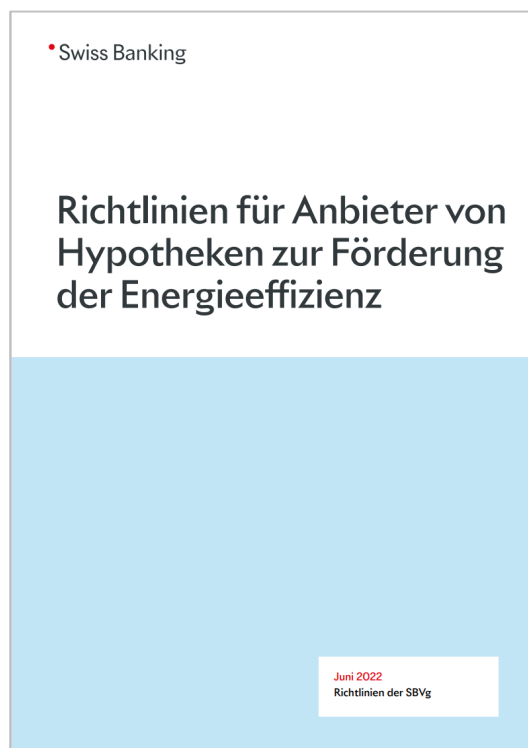 Swiss Banking
Richtlinien für Anbieter von
Hypotheken zur Förderung
der Energieeffizienz
Juni 2022
Richtlinien der SBVg